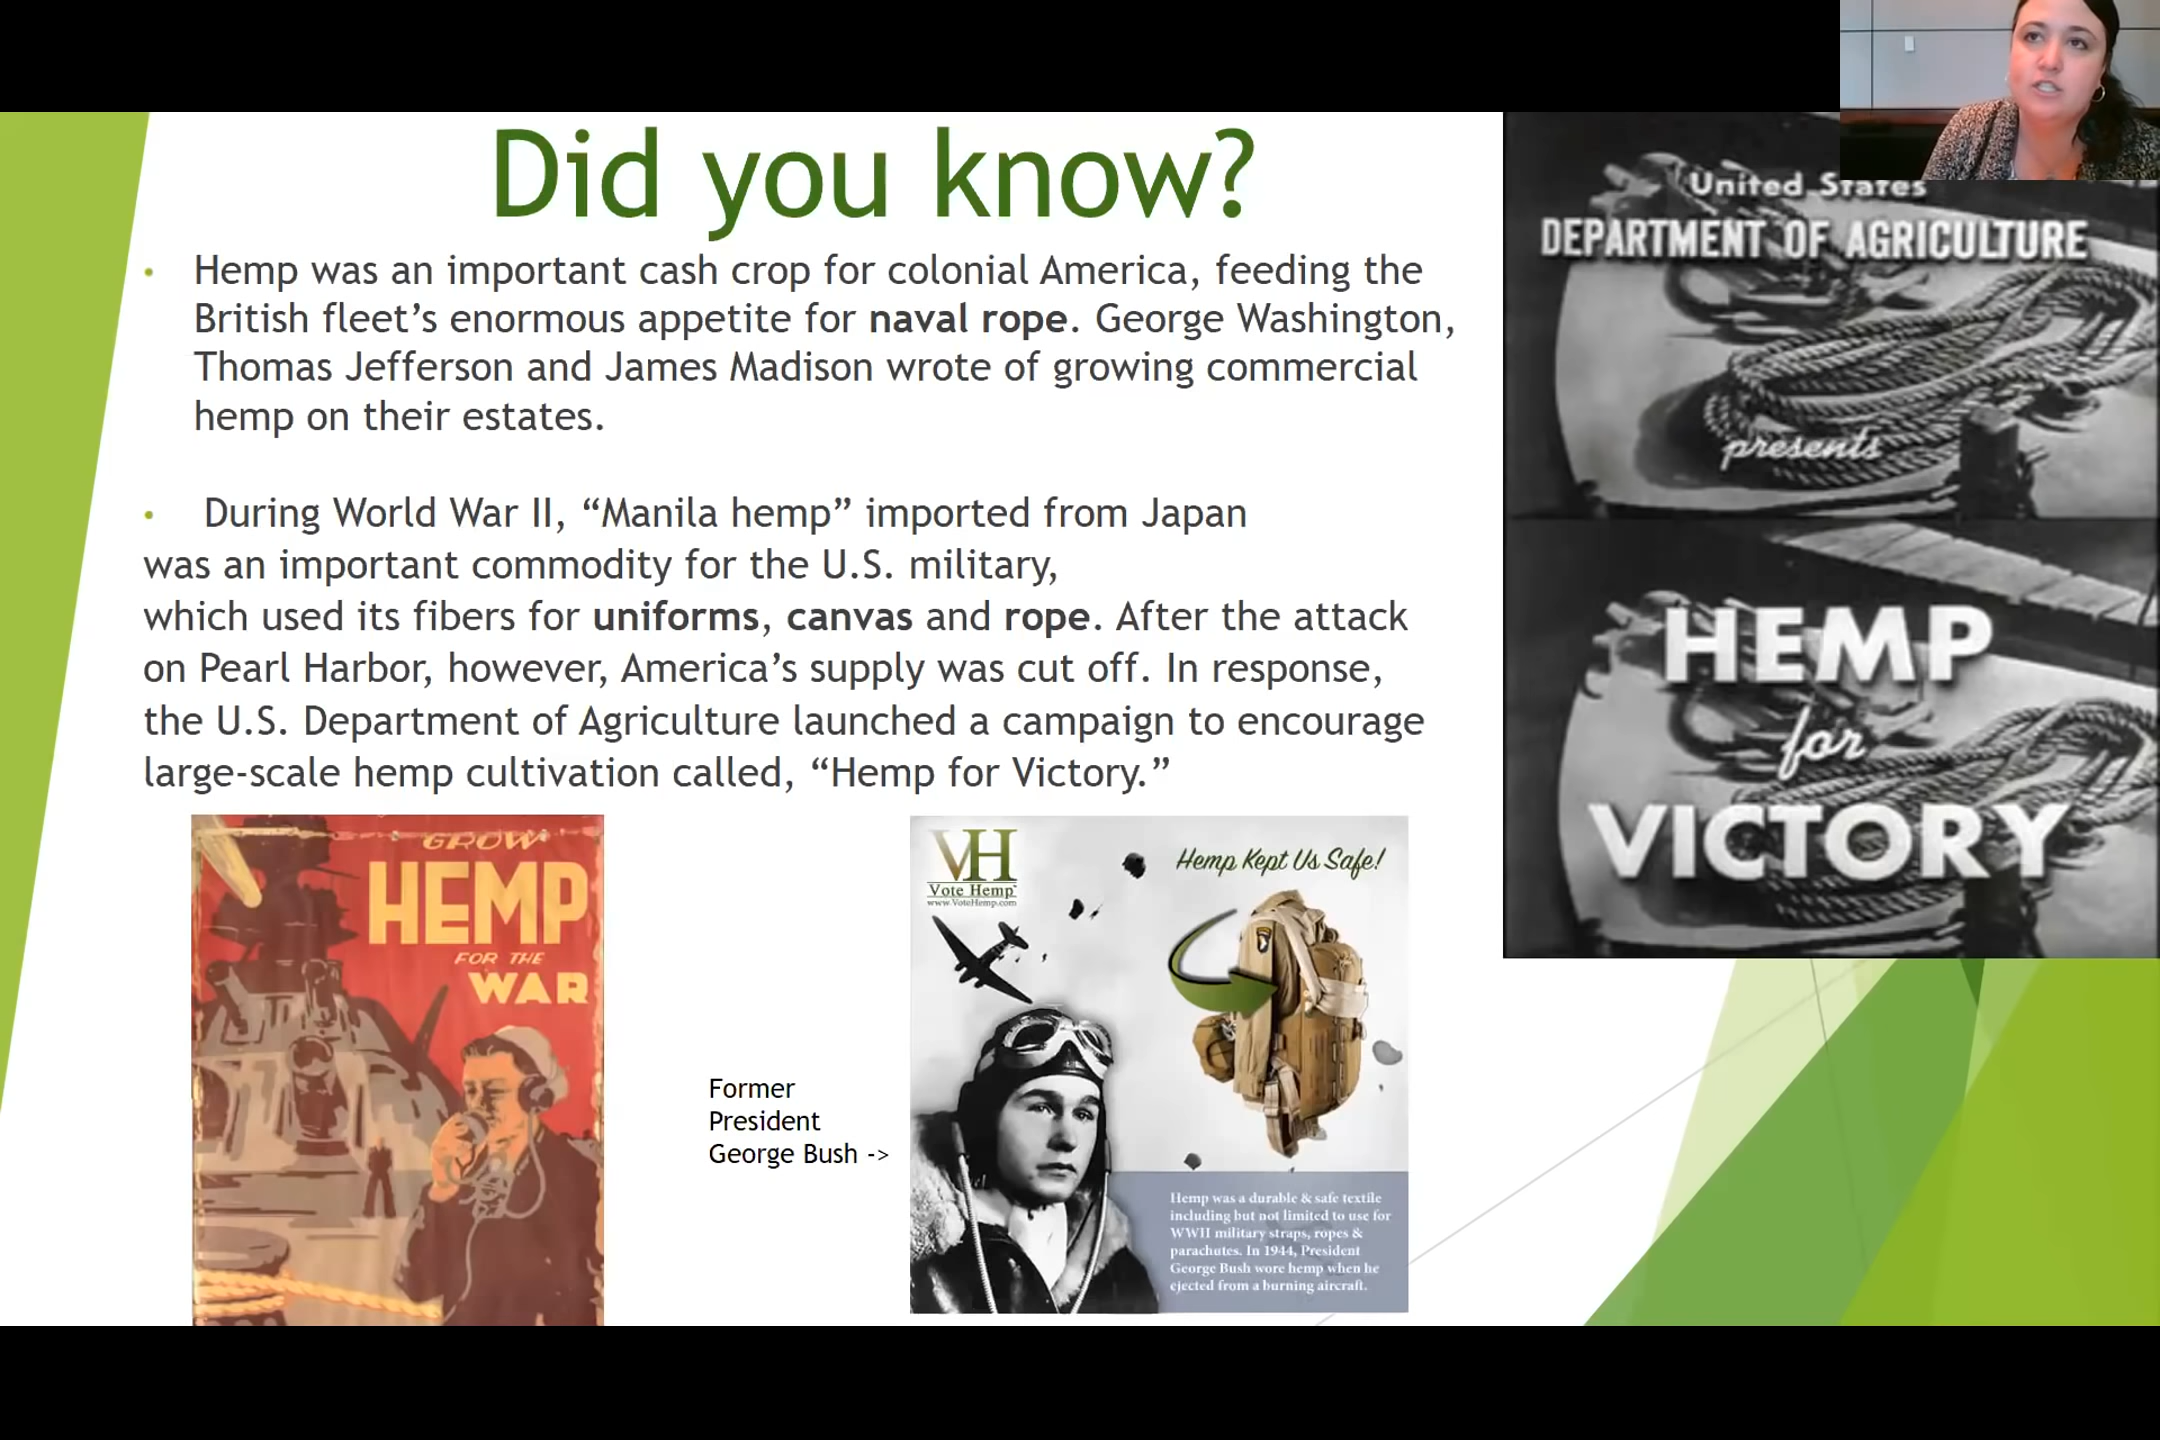 Did you know?
• Hemp was an important cash crop for colonial America, feeding the
British fleet’s enormous appetite for naval rope. George Washington,
Thomas Jefferson and James Madison wrote of growing commercial
hemp on their estates.
• During World War II, “Manila hemp” imported from Japan
was an important commodity for the U.S. military,
which used its fibers for uniforms, canvas and rope. After the attack
on Pearl Harbor, however, America’s supply was cut off. In response,
the U.S. Department of Agriculture launched a campaign to encourage
large-scale hemp cultivation called, “Hemp for Victory.”
United States
DEPARTMENT OF AGRICULTURE
presents
HEMP
for
VICTORY
GROW
HEMP
FOR THE
WAR
Former
President
George Bush ->
VH
Vote Hemp™
www.VoteHemp.com
Hemp Kept Us Safe!
Hemp was a durable & safe textile
including but not limited to use for
WWII military straps, ropes &
parachutes. In 1944, President
George Bush wore hemp when he
ejected from a burning aircraft.